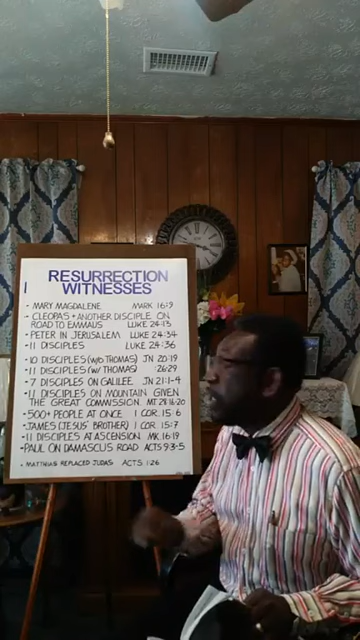 RESURRECTION
WITNESSES
- MARY MAGDALENE MARK 16:9
- CLEOPAS + ANOTHER DISCIPLE ON
ROAD TO EMMAUS LUKE 24:13
- PETER IN JERUSALEM LUKE 24:34
- 11 DISCIPLES LUKE 24:36
- 10 DISCIPLES (w/o THOMAS) JN 20:19
- 11 DISCIPLES (w/ THOMAS) 26:29
- 7 DISCIPLES ON GALILEE JN 21:1-4
- 11 DISCIPLES ON MOUNTAIN GIVEN
THE GREAT COMMISSION MT 28:16-20
- 500+ PEOPLE AT ONCE I COR. 15:6
- JAMES (JESUS' BROTHER) I COR. 15:7
- 11 DISCIPLES AT ASCENSION MK 16:19
- PAUL ON DAMASCUS ROAD ACTS 9:3-5
- MATTHIAS REPLACED JUDAS ACTS 1:26